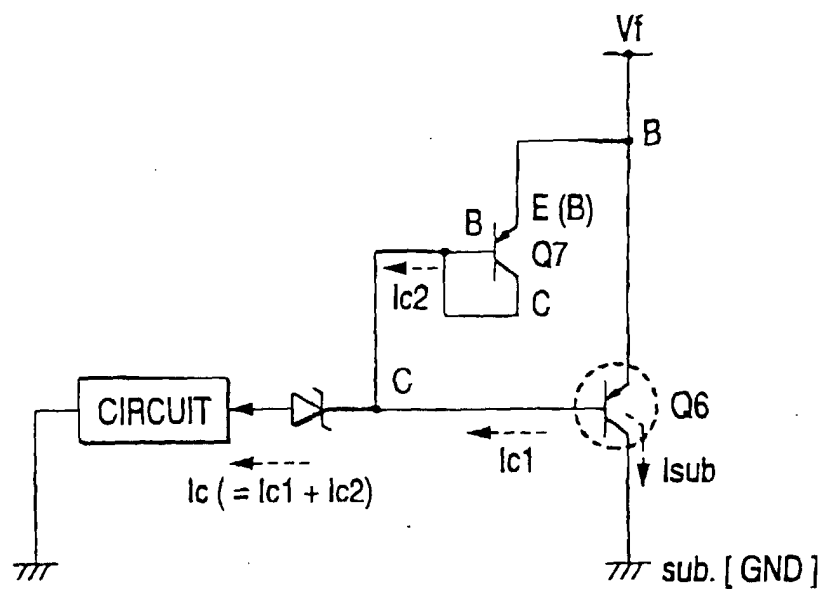 Vf
B
E (B)
B
Q7
Ic2
C
C
CIRCUIT
Q6
Ic1
Isub
Ic ( = Ic1 + Ic2)
sub. [ GND ]